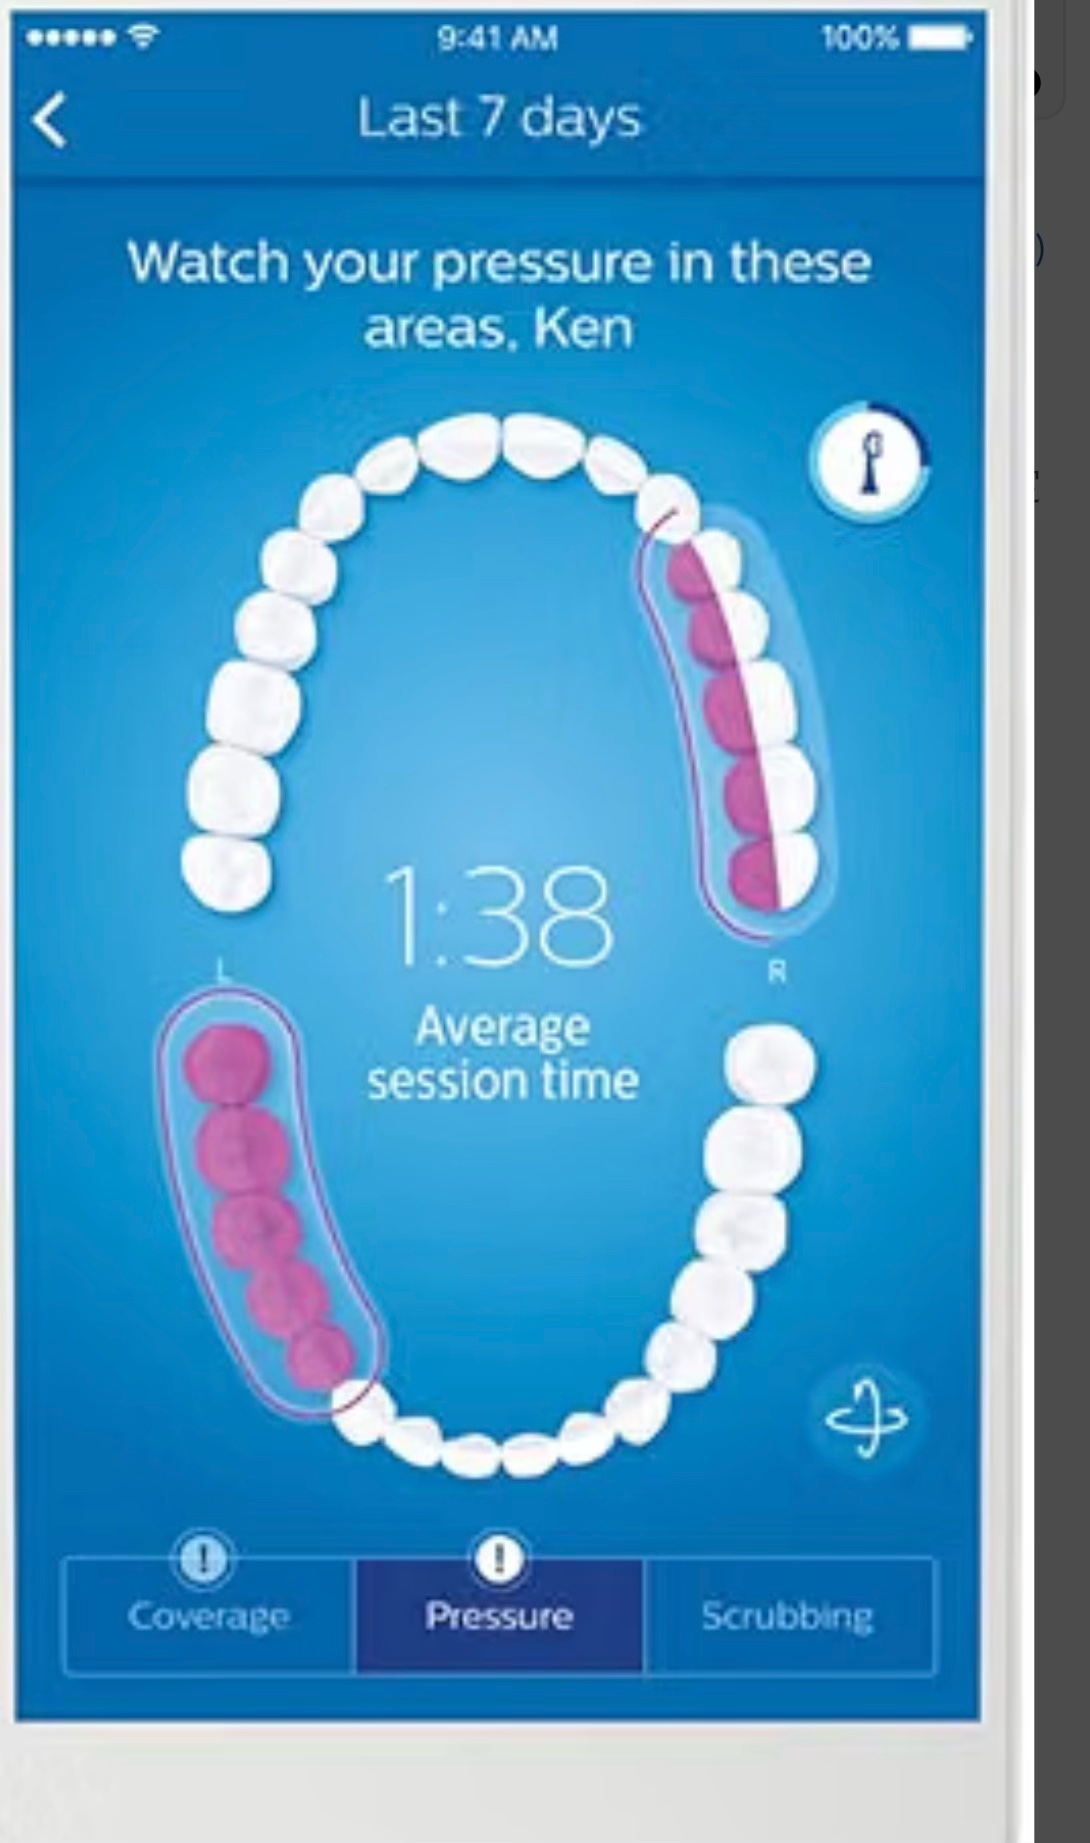 9:41 AM
100%
Last 7 days
Watch your pressure in these
areas, Ken
1:38
L
R
Average
session time
!
!
Coverage
Pressure
Scrubbing